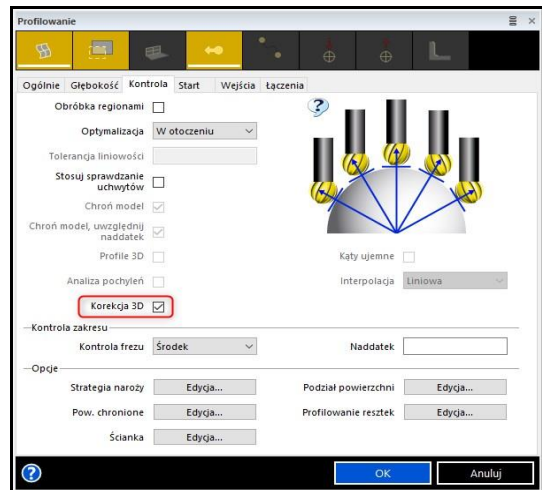 Profilowanie
Ogólnie Głębokość Kontrola Start Wejścia Łączenia
Obróbka regionami
Optymalizacja W otoczeniu
Tolerancja liniowości
Stosuj sprawdzanie
uchwytów
Chroń model
Chroń model, uwzględnij
naddatek
Profile 3D Kąty ujemne
Analiza pochyleń Interpolacja Liniowa
Korekcja 3D
Kontrola zakresu
Kontrola frezu Środek Naddatek
Opcje
Strategia naroży Edycja... Podział powierzchni Edycja...
Pow. chronione Edycja... Profilowanie resztek Edycja...
Ścianka Edycja...
OK Anuluj